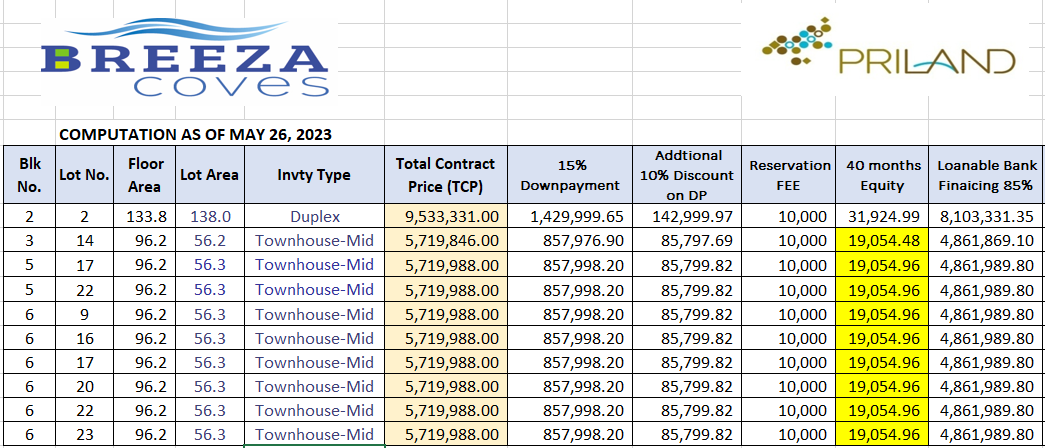 BREEZA
coves
PRILAND
COMPUTATION AS OF MAY 26, 2023
Blk No. Lot No. Floor Area Lot Area Invty Type Total Contract Price (TCP) 15% Downpayment Addtional 10% Discount on DP Reservation FEE 40 months Equity Loanable Bank Finaicing 85%
2 2 133.8 138.0 Duplex 9,533,331.00 1,429,999.65 142,999.97 10,000 31,924.99 8,103,331.35
3 14 96.2 56.2 Townhouse-Mid 5,719,846.00 857,976.90 85,797.69 10,000 19,054.48 4,861,869.10
5 17 96.2 56.3 Townhouse-Mid 5,719,988.00 857,998.20 85,799.82 10,000 19,054.96 4,861,989.80
5 22 96.2 56.3 Townhouse-Mid 5,719,988.00 857,998.20 85,799.82 10,000 19,054.96 4,861,989.80
6 9 96.2 56.3 Townhouse-Mid 5,719,988.00 857,998.20 85,799.82 10,000 19,054.96 4,861,989.80
6 16 96.2 56.3 Townhouse-Mid 5,719,988.00 857,998.20 85,799.82 10,000 19,054.96 4,861,989.80
6 17 96.2 56.3 Townhouse-Mid 5,719,988.00 857,998.20 85,799.82 10,000 19,054.96 4,861,989.80
6 20 96.2 56.3 Townhouse-Mid 5,719,988.00 857,998.20 85,799.82 10,000 19,054.96 4,861,989.80
6 22 96.2 56.3 Townhouse-Mid 5,719,988.00 857,998.20 85,799.82 10,000 19,054.96 4,861,989.80
6 23 96.2 56.3 Townhouse-Mid 5,719,988.00 857,998.20 85,799.82 10,000 19,054.96 4,861,989.80